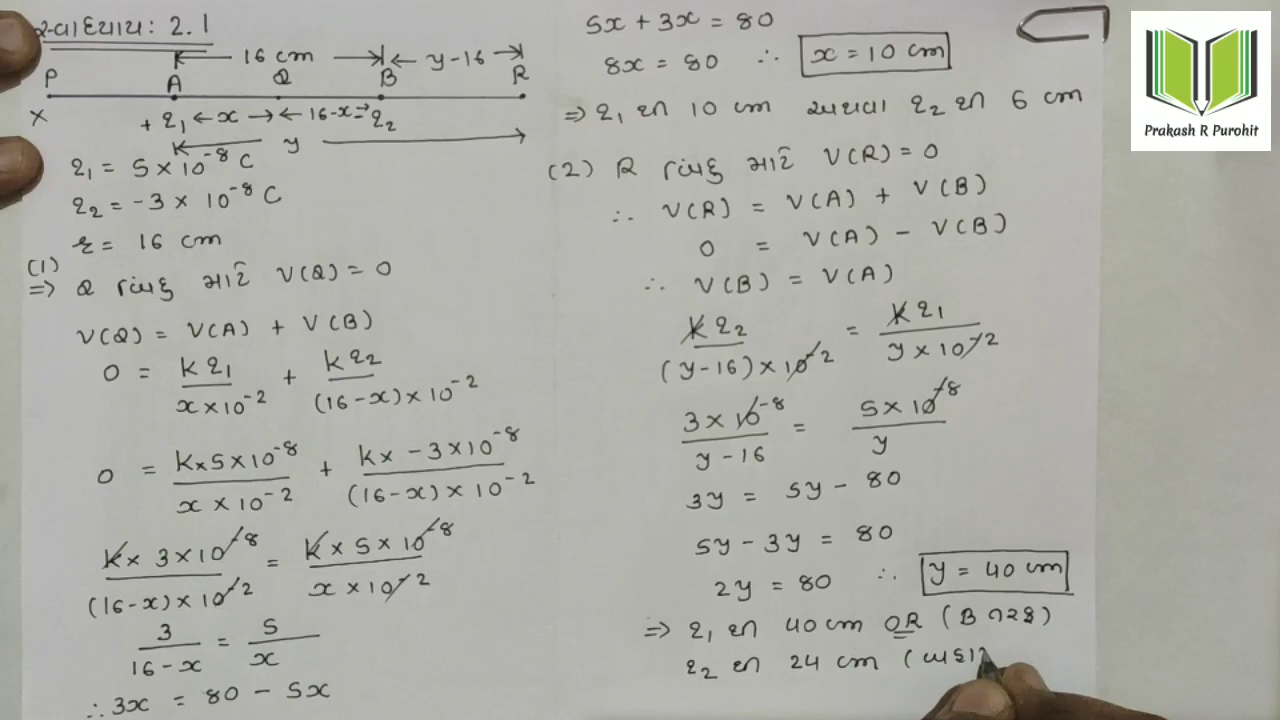 સ્વાધ્યાય: 2.1
16 cm y-16
P A Q B R
X + q₁ ← x → ← 16-x → q₂
y
q₁ = 5 × 10⁻⁸ C
q₂ = -3 × 10⁻⁸ C
r = 16 cm
(1)
⇒ Q બિંદુ માટે V(Q) = 0
V(Q) = V(A) + V(B)
0 = kq₁ / x×10⁻² + kq₂ / (16-x)×10⁻²
0 = k×5×10⁻⁸ / x×10⁻² + k×-3×10⁻⁸ / (16-x)×10⁻²
k×3×10⁻⁸ / (16-x)×10⁻² = k×5×10⁻⁸ / x×10⁻²
3 / 16-x = 5 / x
∴ 3x = 80 - 5x
5x + 3x = 80
8x = 80 ∴ x = 10 cm
⇒ q₁ થી 10 cm અથવા q₂ થી 6 cm
(2) R બિંદુ માટે V(R) = 0
∴ V(R) = V(A) + V(B)
0 = V(A) - V(B)
∴ V(B) = V(A)
kq₂ / (y-16)×10⁻² = kq₁ / y×10⁻²
3×10⁻⁸ / y-16 = 5×10⁻⁸ / y
3y = 5y - 80
5y - 3y = 80
2y = 80 ∴ y = 40 cm
⇒ q₁ થી 40 cm OR (B તરફ)
q₂ થી 24 cm
Prakash R Purohit